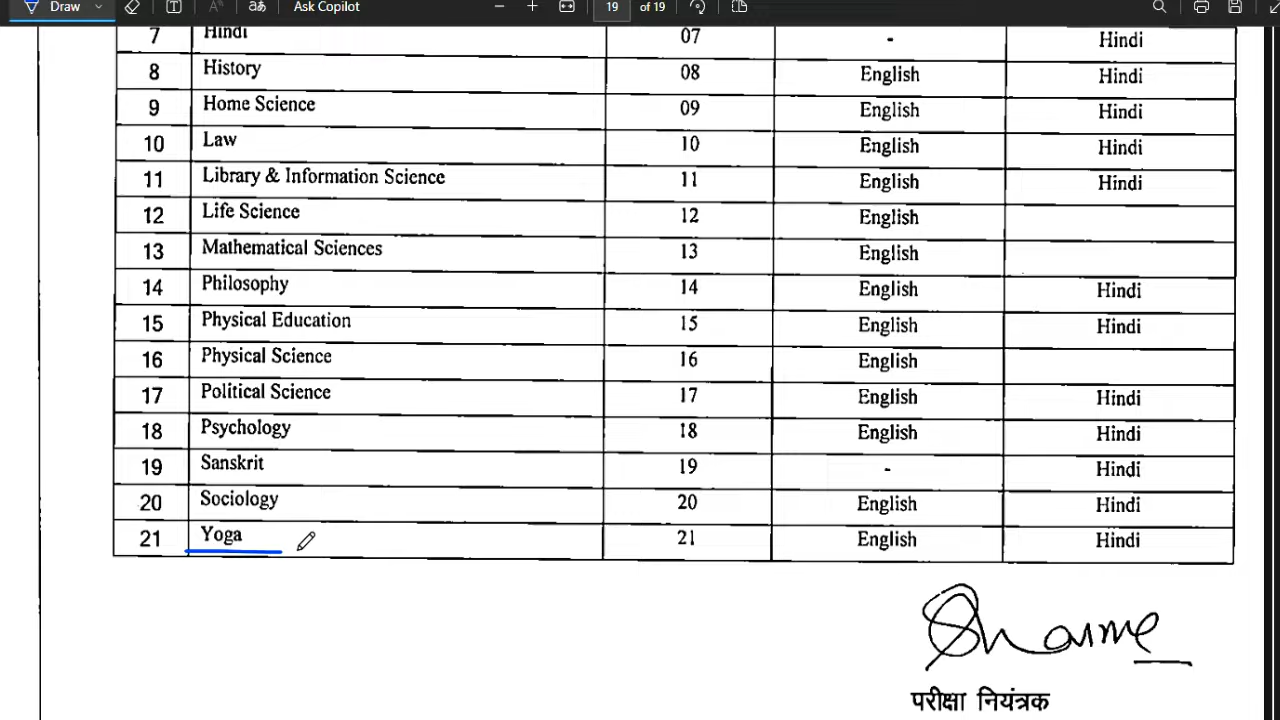 Draw Ask Copilot 19 of 19
7 Hindi 07 - Hindi
8 History 08 English Hindi
9 Home Science 09 English Hindi
10 Law 10 English Hindi
11 Library & Information Science 11 English Hindi
12 Life Science 12 English
13 Mathematical Sciences 13 English
14 Philosophy 14 English Hindi
15 Physical Education 15 English Hindi
16 Physical Science 16 English
17 Political Science 17 English Hindi
18 Psychology 18 English Hindi
19 Sanskrit 19 - Hindi
20 Sociology 20 English Hindi
21 Yoga 21 English Hindi
Sharme
परीक्षा नियंत्रक